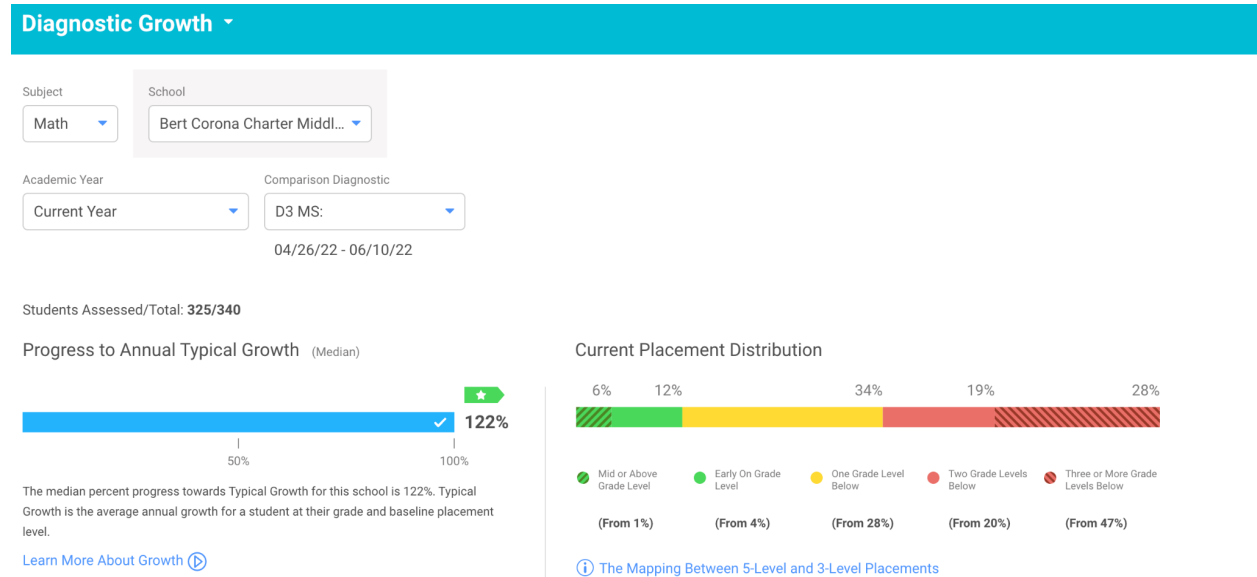 Diagnostic Growth
Subject
School
Math
Bert Corona Charter Middl...
Academic Year
Comparison Diagnostic
Current Year
D3 MS:
04/26/22 - 06/10/22
Students Assessed/Total: 325/340
Progress to Annual Typical Growth (Median)
122%
50%
100%
The median percent progress towards Typical Growth for this school is 122%. Typical
Growth is the average annual growth for a student at their grade and baseline placement
level.
Learn More About Growth
Current Placement Distribution
6% 12% 34% 19% 28%
Mid or Above
Grade Level
(From 1%)
Early On Grade
Level
(From 4%)
One Grade Level
Below
(From 28%)
Two Grade Levels
Below
(From 20%)
Three or More Grade
Levels Below
(From 47%)
The Mapping Between 5-Level and 3-Level Placements